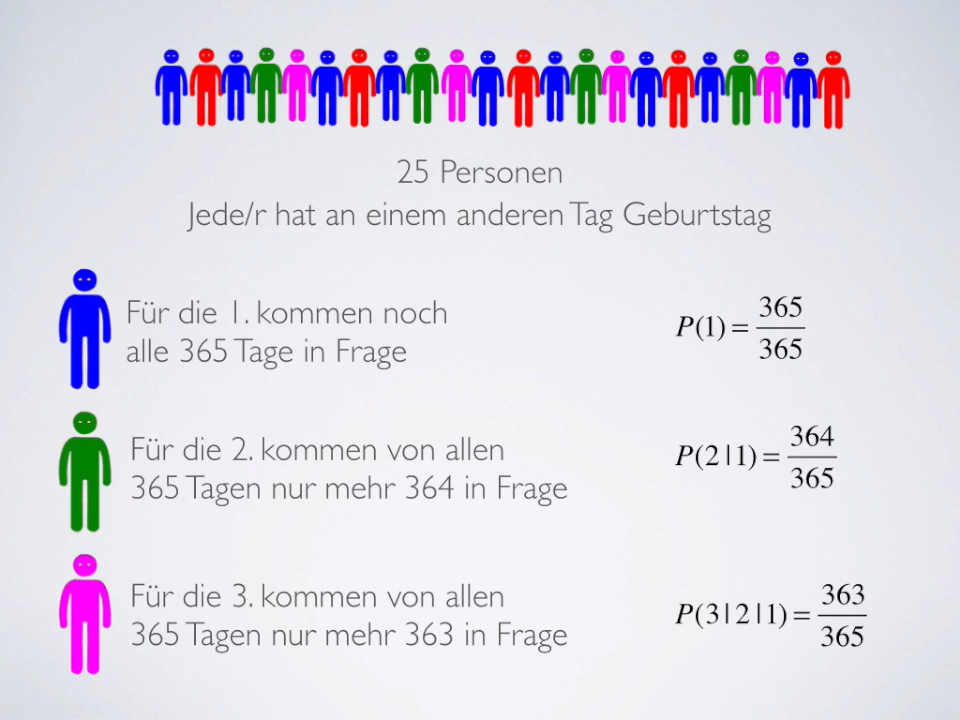 25 Personen
Jede/r hat an einem anderen Tag Geburtstag
Für die 1. kommen noch
alle 365 Tage in Frage
P(1) = 365/365
Für die 2. kommen von allen
365 Tagen nur mehr 364 in Frage
P(2 | 1) = 364/365
Für die 3. kommen von allen
365 Tagen nur mehr 363 in Frage
P(3 | 2 | 1) = 363/365